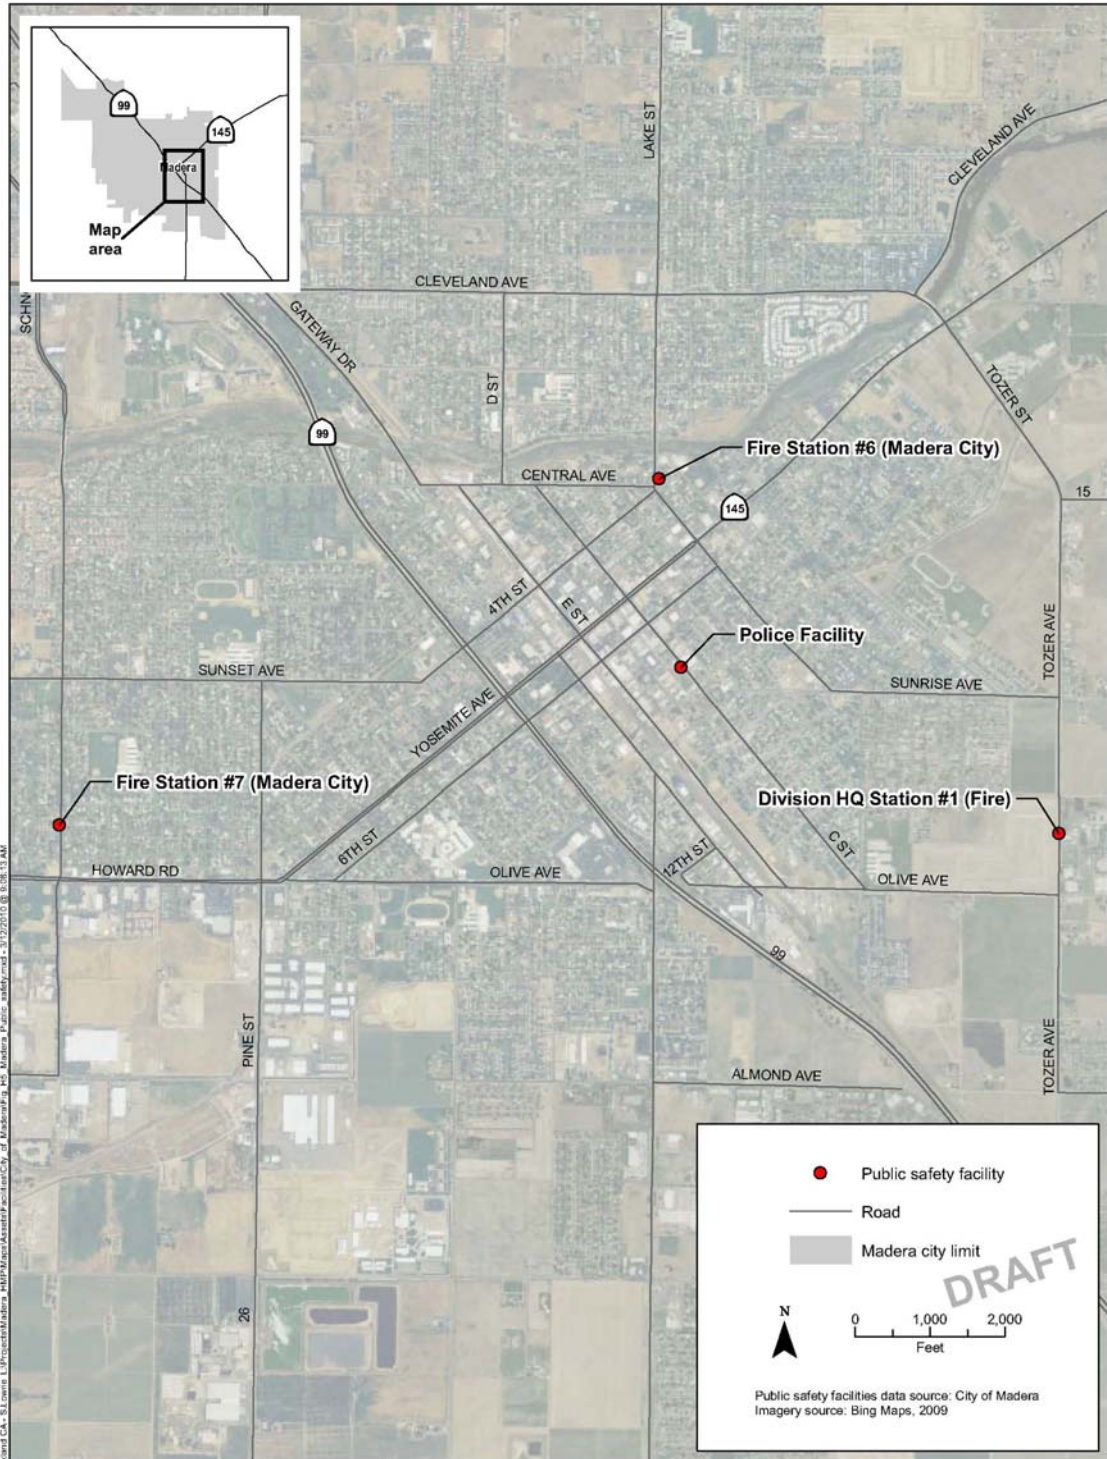 99
145
Madera
Map
area
LAKE ST
CLEVELAND AVE
CLEVELAND AVE
SCHN
GATEWAY DR
D ST
TOZER ST
99
Fire Station #6 (Madera City)
CENTRAL AVE
15
145
4TH ST
E ST
Police Facility
TOZER AVE
SUNSET AVE
SUNRISE AVE
YOSEMITE AVE
Fire Station #7 (Madera City)
Division HQ Station #1 (Fire)
6TH ST
C ST
12TH ST
HOWARD RD
OLIVE AVE
OLIVE AVE
99
PINE ST
TOZER AVE
ALMOND AVE
26
Public safety facility
Road
Madera city limit
DRAFT
N
0 1,000 2,000
Feet
Public safety facilities data source: City of Madera
Imagery source: Bing Maps, 2009